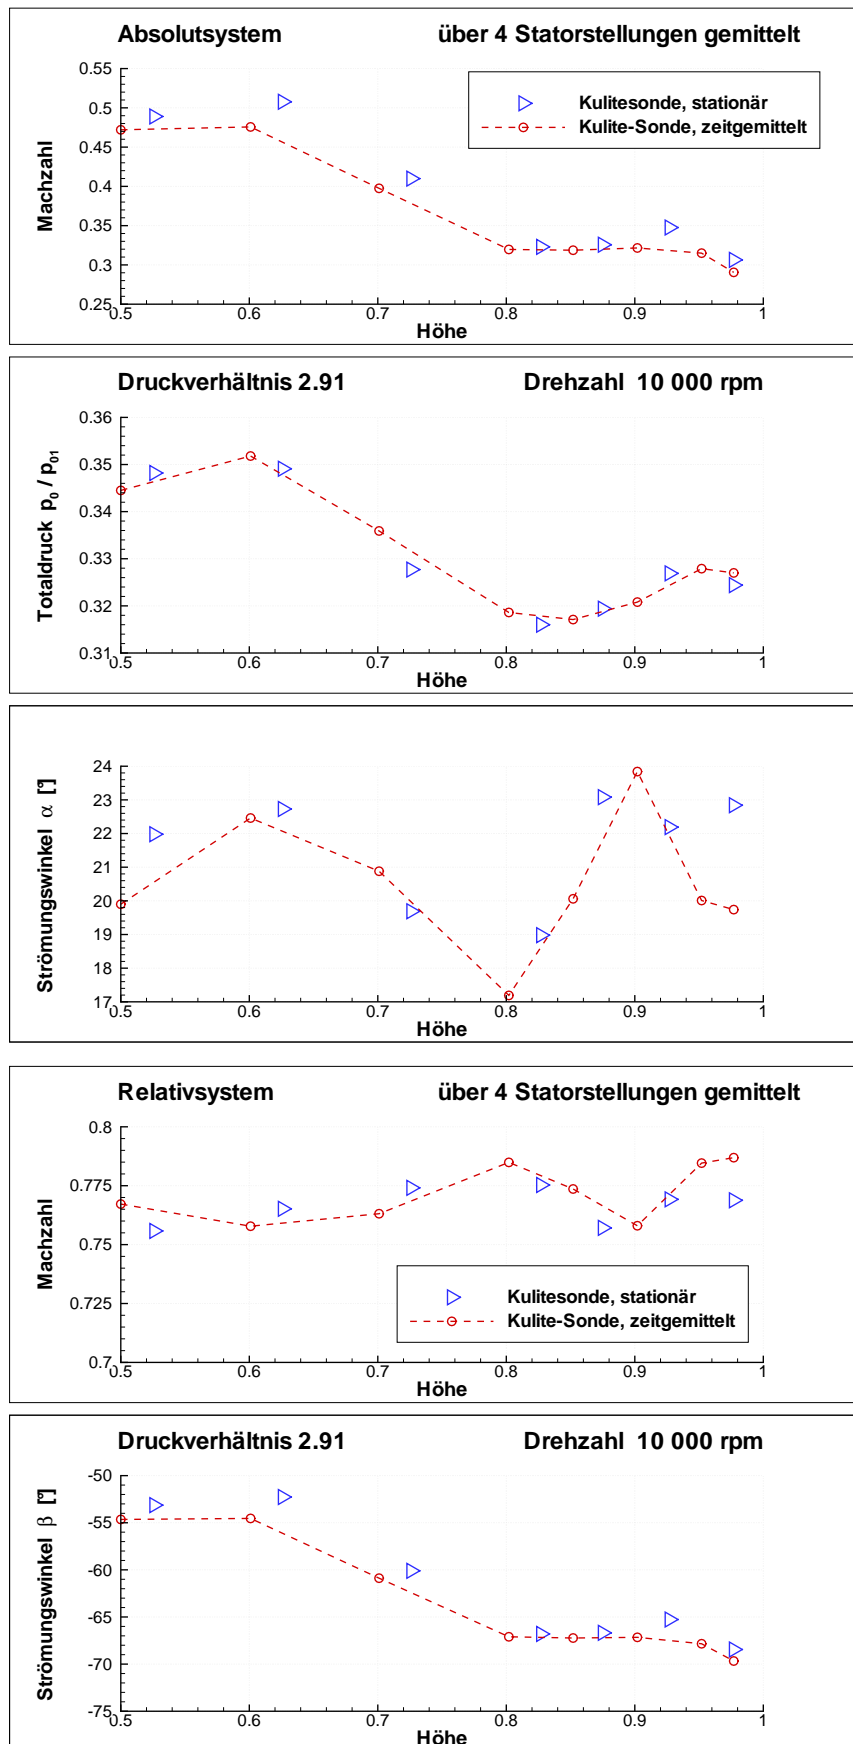 Absolutsystem über 4 Statorstellungen gemittelt
0.55
0.5
0.45
0.4
0.35
0.3
0.25
Machzahl
Kulitesonde, stationär
Kulite-Sonde, zeitgemittelt
0.5 0.6 0.7 0.8 0.9 1
Höhe
Druckverhältnis 2.91 Drehzahl 10 000 rpm
0.36
0.35
0.34
0.33
0.32
0.31
Totaldruck p0 / p01
0.5 0.6 0.7 0.8 0.9 1
Höhe
24
23
22
21
20
19
18
17
Strömungswinkel α [°]
0.5 0.6 0.7 0.8 0.9 1
Höhe
Relativsystem über 4 Statorstellungen gemittelt
0.8
0.775
0.75
0.725
0.7
Machzahl
Kulitesonde, stationär
Kulite-Sonde, zeitgemittelt
0.5 0.6 0.7 0.8 0.9 1
Höhe
Druckverhältnis 2.91 Drehzahl 10 000 rpm
-50
-55
-60
-65
-70
-75
Strömungswinkel β [°]
0.5 0.6 0.7 0.8 0.9 1
Höhe